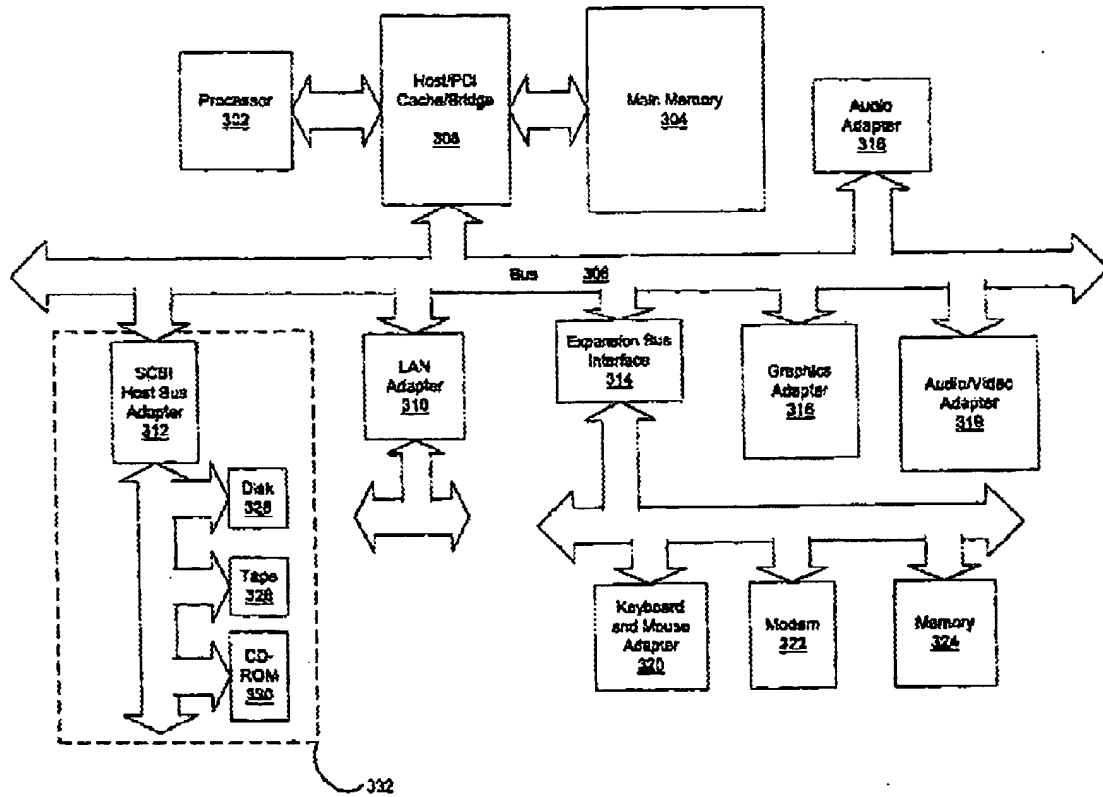 Processor
302
Host/PCI
Cache/Bridge
308
Main Memory
304
Audio
Adapter
316
Bus 306
SCSI
Host Bus
Adapter
312
LAN
Adapter
310
Expansion Bus
Interface
314
Graphics
Adapter
316
Audio/Video
Adapter
319
Disk
326
Tape
328
CD-
ROM
330
Keyboard
and Mouse
Adapter
320
Modem
322
Memory
324
332